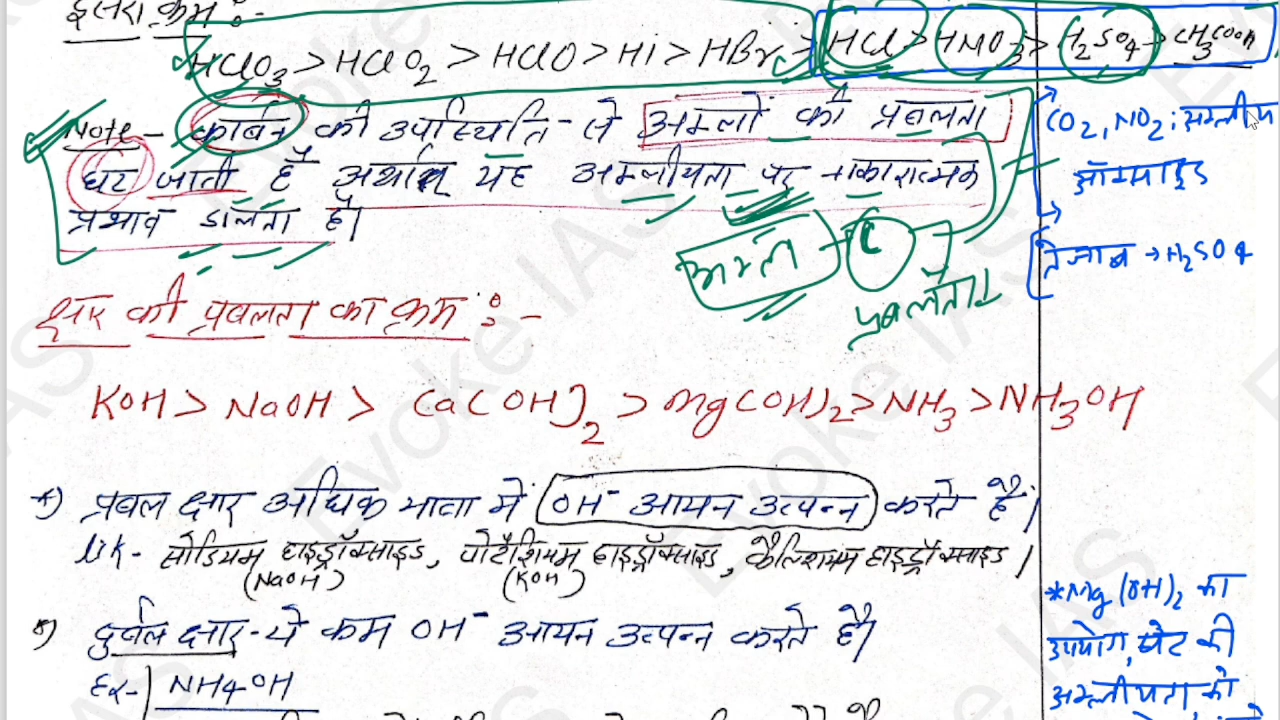 इसका क्रम :-
HClO3 > HClO2 > HClO > Hi > HBr > HCl > HNO3 > H2SO4 > CH3COOH
Note - कार्बन की उपस्थिति से अम्लों की प्रबलता
घट जाती है अर्थात यह अम्लीयता पर नकारात्मक
प्रभाव डालता है।
CO2, NO2 : अम्लीय
ऑक्साइड
तेजाब → H2SO4
अम्ल - C
प्रबलता↓
क्षार की प्रबलता का क्रम :-
KOH > NaOH > Ca(OH)2 > Mg(OH)2 > NH3 > NH3OH
प्रबल क्षार अधिक मात्रा में OH- आयन उत्पन्न करते हैं।
सोडियम हाइड्रॉक्साइड, पोटैशियम हाइड्रॉक्साइड, कैल्शियम हाइड्रॉक्साइड।
(NaOH) (KOH)
दुर्बल क्षार - ये कम OH- आयन उत्पन्न करते हैं।
NH4OH
*Mg(OH)2 का
उपयोग, पेट की
अम्लीयता को
Evoke IAS